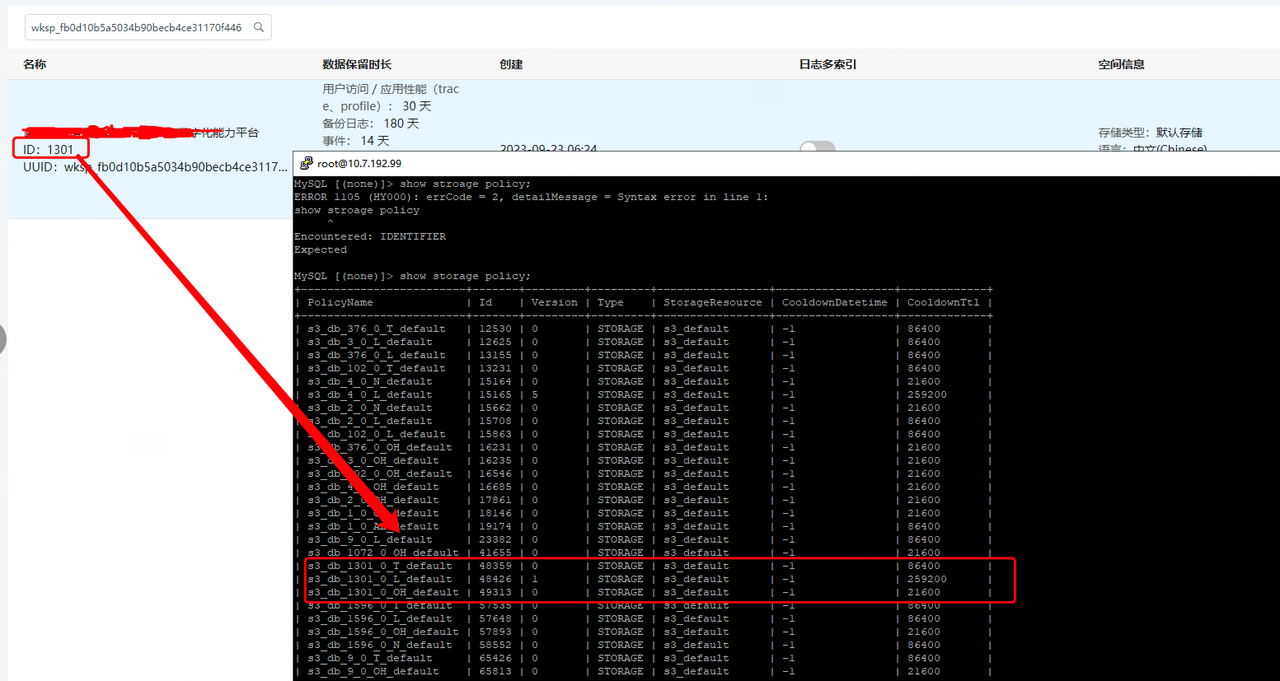 wksp_fb0d10b5a5034b90becb4ce31170f446
名称 数据保留时长 创建 日志多索引 空间信息
用户访问 / 应用性能（trac
e、profile）： 30 天
备份日志： 180 天
事件： 14 天
字化能力平台
ID：1301
UUID：wksp_fb0d10b5a5034b90becb4ce3117...
2023-09-23 06:24
存储类型：默认存储
语言：中文(Chinese)
root@10.7.192.99
MySQL [(none)]> show stroage policy;
ERROR 1105 (HY000): errCode = 2, detailMessage = Syntax error in line 1:
show stroage policy
^
Encountered: IDENTIFIER
Expected
MySQL [(none)]> show storage policy;
+-------------------------+-------+---------+---------+-----------------+------------------+-------------+
| PolicyName | Id | Version | Type | StorageResource | CooldownDatetime | CooldownTtl |
+-------------------------+-------+---------+---------+-----------------+------------------+-------------+
| s3_db_376_0_T_default | 12530 | 0 | STORAGE | s3_default | -1 | 86400 |
| s3_db_3_0_L_default | 12625 | 0 | STORAGE | s3_default | -1 | 86400 |
| s3_db_376_0_L_default | 13155 | 0 | STORAGE | s3_default | -1 | 86400 |
| s3_db_102_0_T_default | 13231 | 0 | STORAGE | s3_default | -1 | 86400 |
| s3_db_4_0_N_default | 15164 | 0 | STORAGE | s3_default | -1 | 21600 |
| s3_db_4_0_L_default | 15165 | 5 | STORAGE | s3_default | -1 | 259200 |
| s3_db_2_0_N_default | 15662 | 0 | STORAGE | s3_default | -1 | 21600 |
| s3_db_2_0_L_default | 15708 | 0 | STORAGE | s3_default | -1 | 86400 |
| s3_db_102_0_L_default | 15863 | 0 | STORAGE | s3_default | -1 | 86400 |
| s3_db_376_0_OH_default | 16231 | 0 | STORAGE | s3_default | -1 | 21600 |
| s3_db_3_0_OH_default | 16235 | 0 | STORAGE | s3_default | -1 | 21600 |
| 02_0_OH_default | 16546 | 0 | STORAGE | s3_default | -1 | 21600 |
| s3_db_4 OH_default | 16685 | 0 | STORAGE | s3_default | -1 | 21600 |
| s3_db_2_0 default | 17861 | 0 | STORAGE | s3_default | -1 | 21600 |
| s3_db_1_0 default | 18146 | 0 | STORAGE | s3_default | -1 | 21600 |
| s3_db_1_0 default | 19174 | 0 | STORAGE | s3_default | -1 | 86400 |
| s3_db_9_0_L_default | 23382 | 0 | STORAGE | s3_default | -1 | 86400 |
| s3_db_1072_0_OH_default | 41655 | 0 | STORAGE | s3_default | -1 | 21600 |
| s3_db_1301_0_T_default | 48359 | 0 | STORAGE | s3_default | -1 | 86400 |
| s3_db_1301_0_L_default | 48426 | 1 | STORAGE | s3_default | -1 | 259200 |
| s3_db_1301_0_OH_default | 49313 | 0 | STORAGE | s3_default | -1 | 21600 |
| s3_db_1596_0_T_default | 57535 | 0 | STORAGE | s3_default | -1 | 86400 |
| s3_db_1596_0_L_default | 57648 | 0 | STORAGE | s3_default | -1 | 86400 |
| s3_db_1596_0_OH_default | 57893 | 0 | STORAGE | s3_default | -1 | 21600 |
| s3_db_1596_0_N_default | 58552 | 0 | STORAGE | s3_default | -1 | 86400 |
| s3_db_9_0_T_default | 65426 | 0 | STORAGE | s3_default | -1 | 86400 |
| s3_db_9_0_OH_default | 65813 | 0 | STORAGE | s3_default | -1 | 21600 |